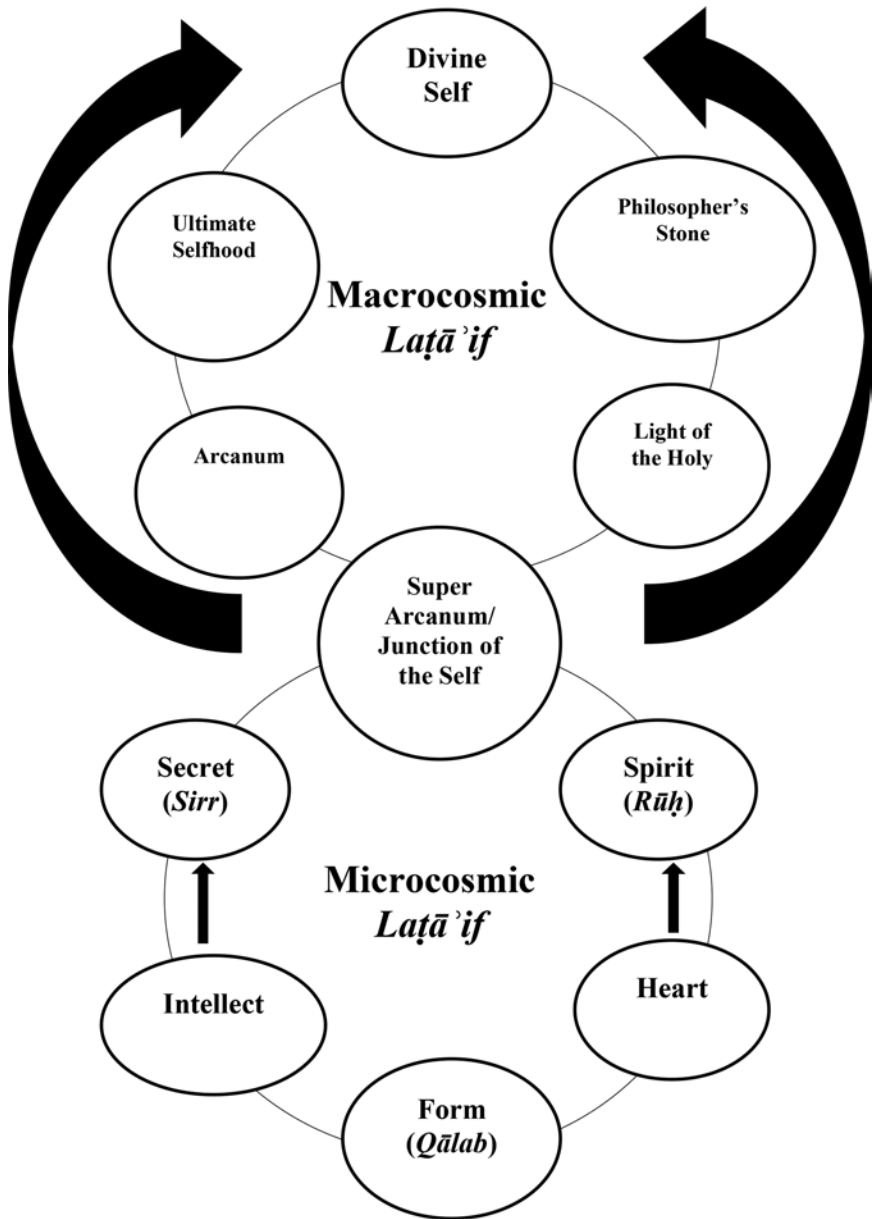 Divine
Self
Ultimate
Selfhood
Philosopher’s
Stone
Macrocosmic
Laṭāʾif
Arcanum
Light of
the Holy
Super
Arcanum/
Junction of
the Self
Secret
(Sirr)
Spirit
(Rūḥ)
Microcosmic
Laṭāʾif
Intellect
Heart
Form
(Qālab)